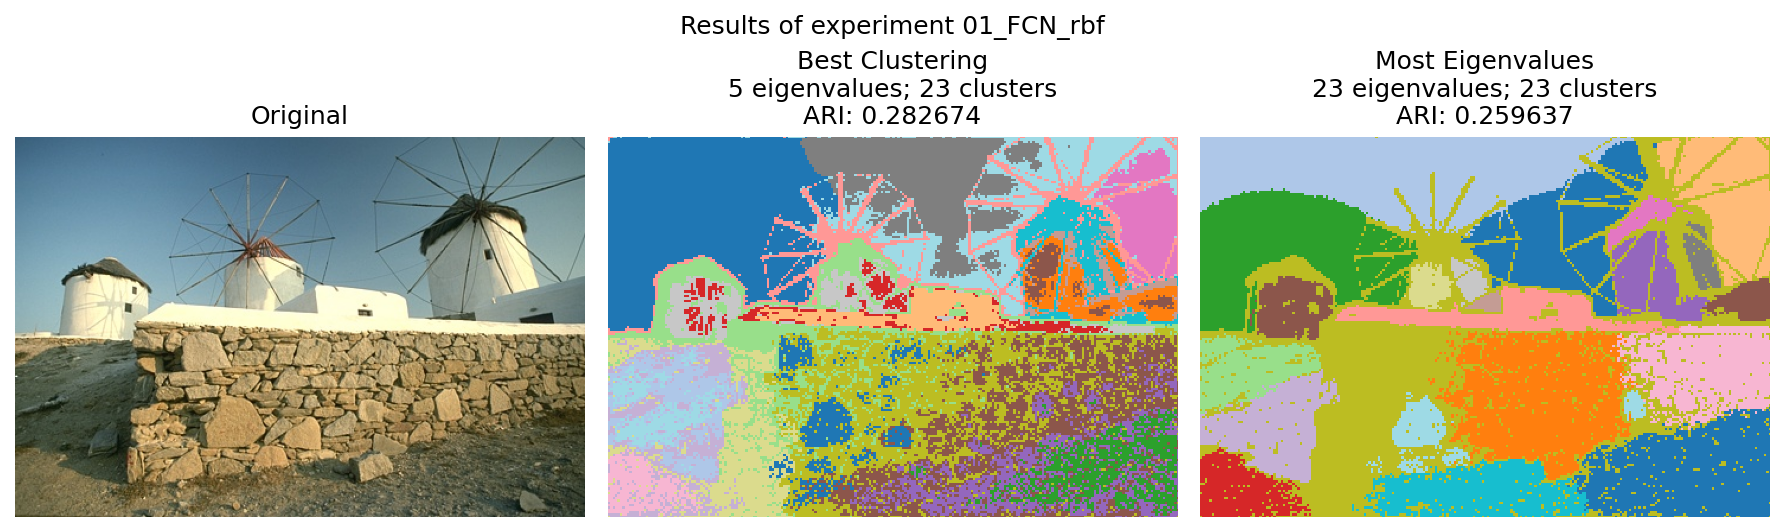 Results of experiment 01_FCN_rbf
Original
Best Clustering
5 eigenvalues; 23 clusters
ARI: 0.282674
Most Eigenvalues
23 eigenvalues; 23 clusters
ARI: 0.259637